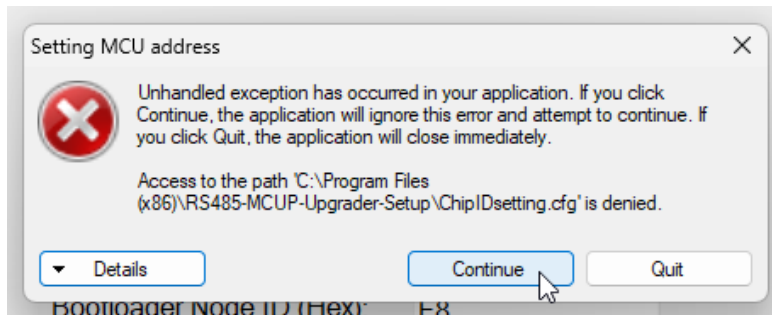 Setting MCU address
Unhandled exception has occurred in your application. If you click
Continue, the application will ignore this error and attempt to continue. If
you click Quit, the application will close immediately.
Access to the path 'C:\Program Files
(x86)\RS485-MCUP-Upgrader-Setup\ChipIDsetting.cfg' is denied.
Details
Continue
Quit
Bootloader Node ID (Hex): F8